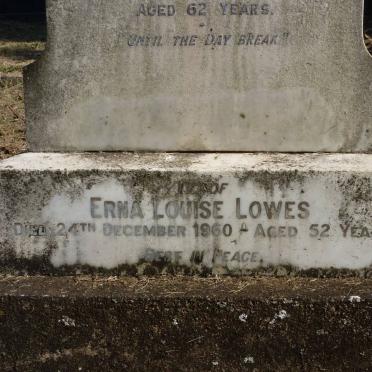 AGED 62 YEARS.
"UNTIL THE DAY BREAK"
OF
ERNA LOUISE LOWES
DIED 24TH DECEMBER 1960 - AGED 52 YEA
REST IN PEACE.